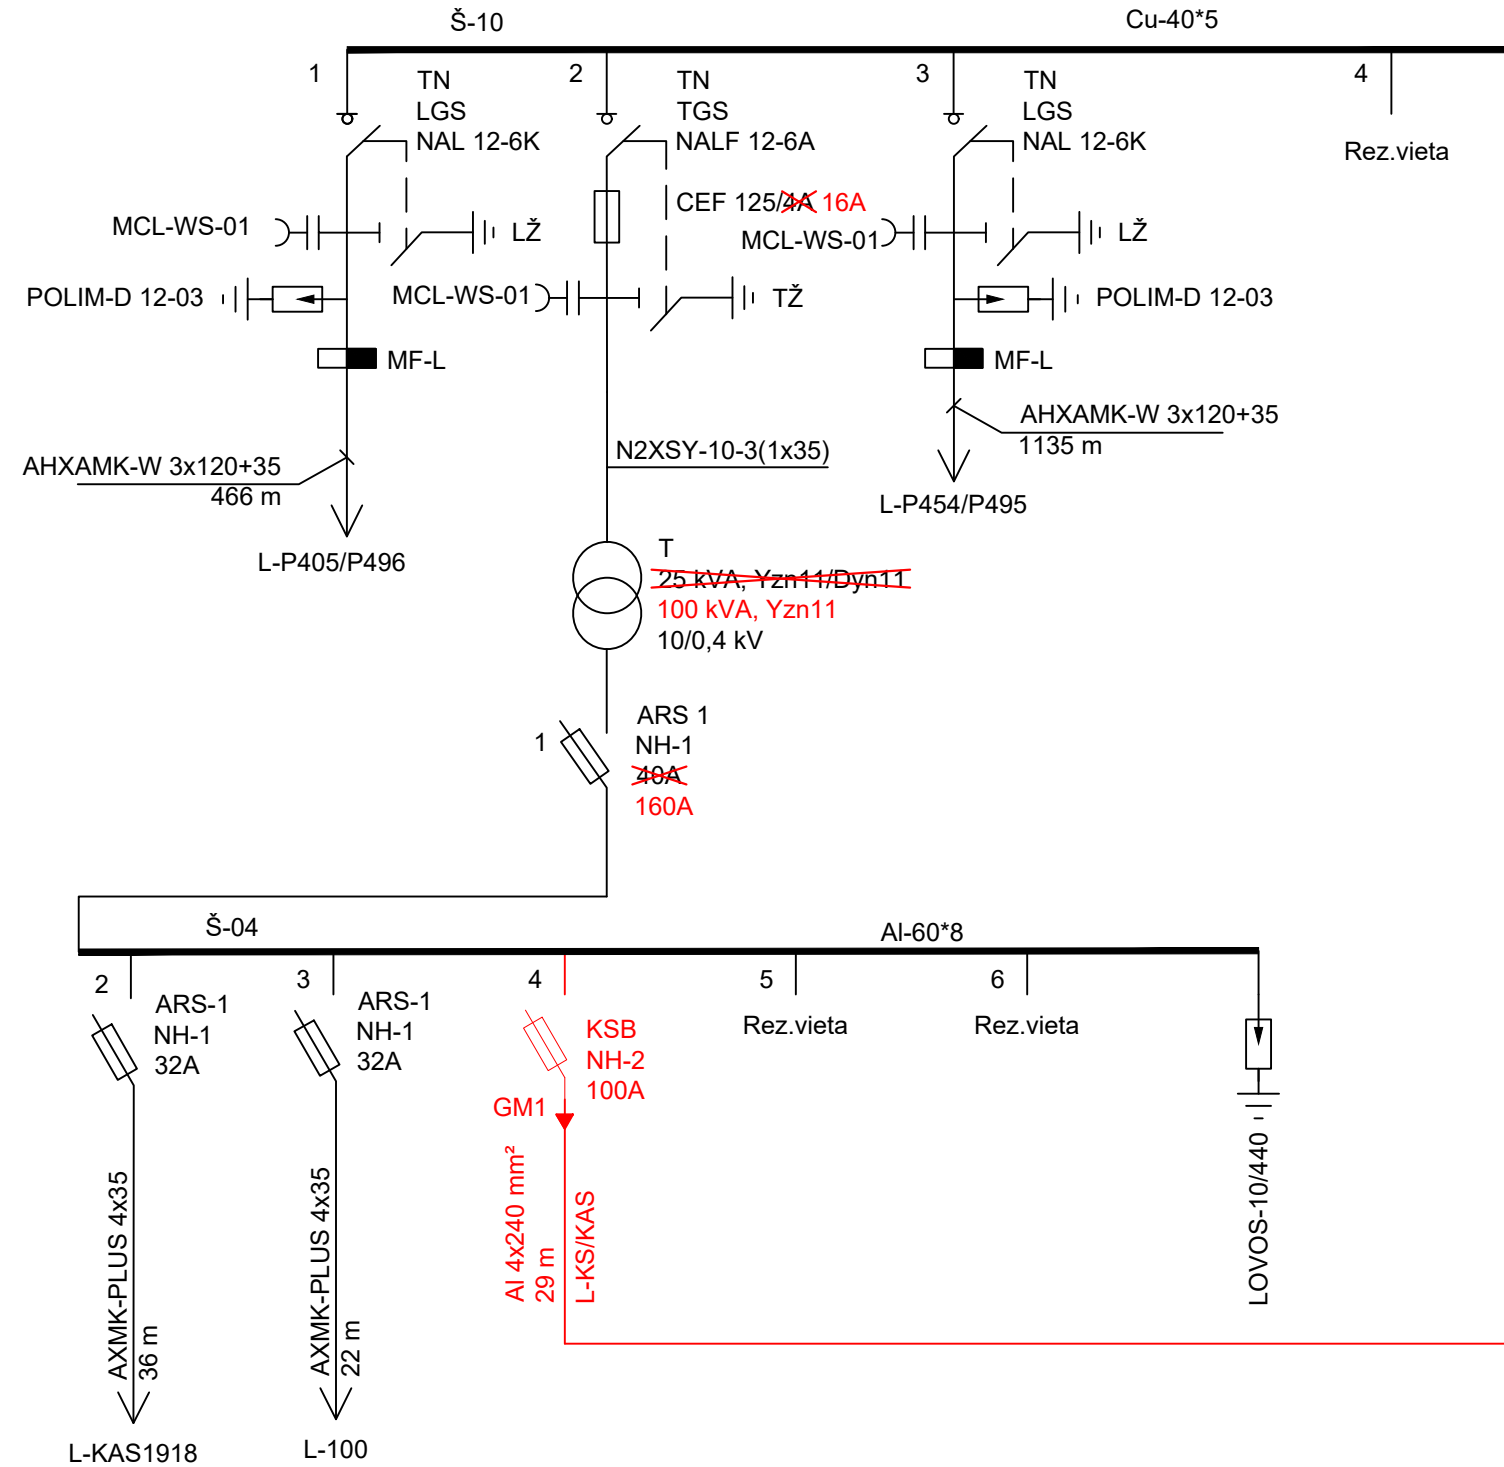 Š-10
Cu-40*5
1
TN
LGS
NAL 12-6K
2
TN
TGS
NALF 12-6A
3
TN
LGS
NAL 12-6K
4
Rez.vieta
CEF 125/4A 16A
MCL-WS-01
LŽ
MCL-WS-01
LŽ
POLIM-D 12-03
MCL-WS-01
TŽ
POLIM-D 12-03
MF-L
MF-L
AHXAMK-W 3x120+35
1135 m
N2XSY-10-3(1x35)
AHXAMK-W 3x120+35
466 m
L-P454/P495
L-P405/P496
T
25 kVA, Yzn11/Dyn11
100 kVA, Yzn11
10/0,4 kV
1
ARS 1
NH-1
40A
160A
Š-04
Al-60*8
2
ARS-1
NH-1
32A
3
ARS-1
NH-1
32A
4
KSB
NH-2
100A
5
Rez.vieta
6
Rez.vieta
GM1
AXMK-PLUS 4x35
36 m
AXMK-PLUS 4x35
22 m
Al 4x240 mm²
29 m
L-KS/KAS
LOVOS-10/440
L-KAS1918
L-100